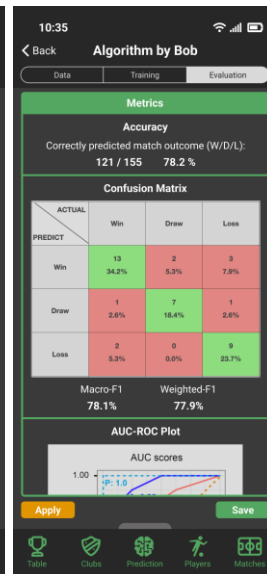 10:35
Back Algorithm by Bob
Data Training Evaluation
Metrics
Accuracy
Correctly predicted match outcome (W/D/L):
121 / 155 78.2 %
Confusion Matrix
ACTUAL
PREDICT
Win Draw Loss
Win
13 2 3
34.2% 5.3% 7.9%
Draw
1 7 1
2.6% 18.4% 2.6%
Loss
2 0 9
5.3% 0.0% 23.7%
Macro-F1 Weighted-F1
78.1% 77.9%
AUC-ROC Plot
AUC scores
1.00
P: 1.0
Apply Save
Table Clubs Prediction Players Matches